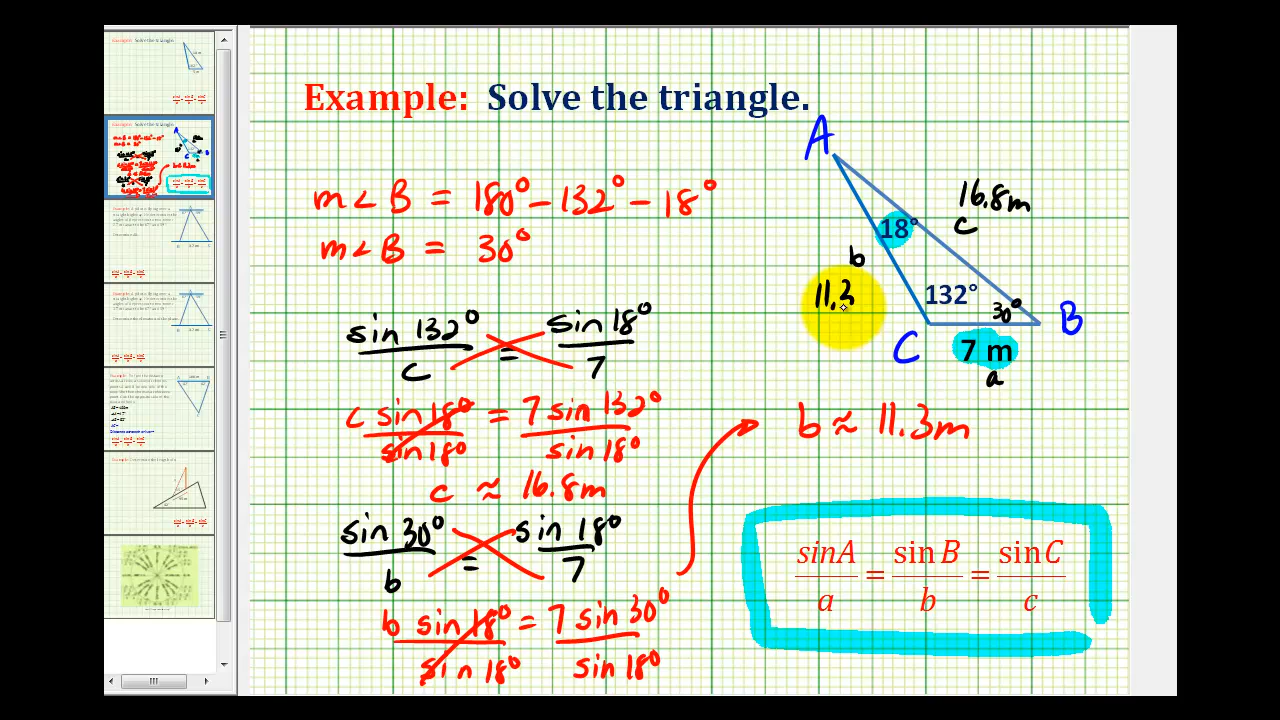 Example: Solve the triangle.
A
m∠B = 180° - 132° - 18°
m∠B = 30°
16.8m
c
18°
b
11.3
132°
30°
B
C
7 m
a
sin 132° / c = sin 18° / 7
c sin 18° / sin 18° = 7 sin 132° / sin 18°
c ≈ 16.8m
b ≈ 11.3m
sin 30° / b = sin 18° / 7
b sin 18° / sin 18° = 7 sin 30° / sin 18°
sinA / a = sin B / b = sin C / c